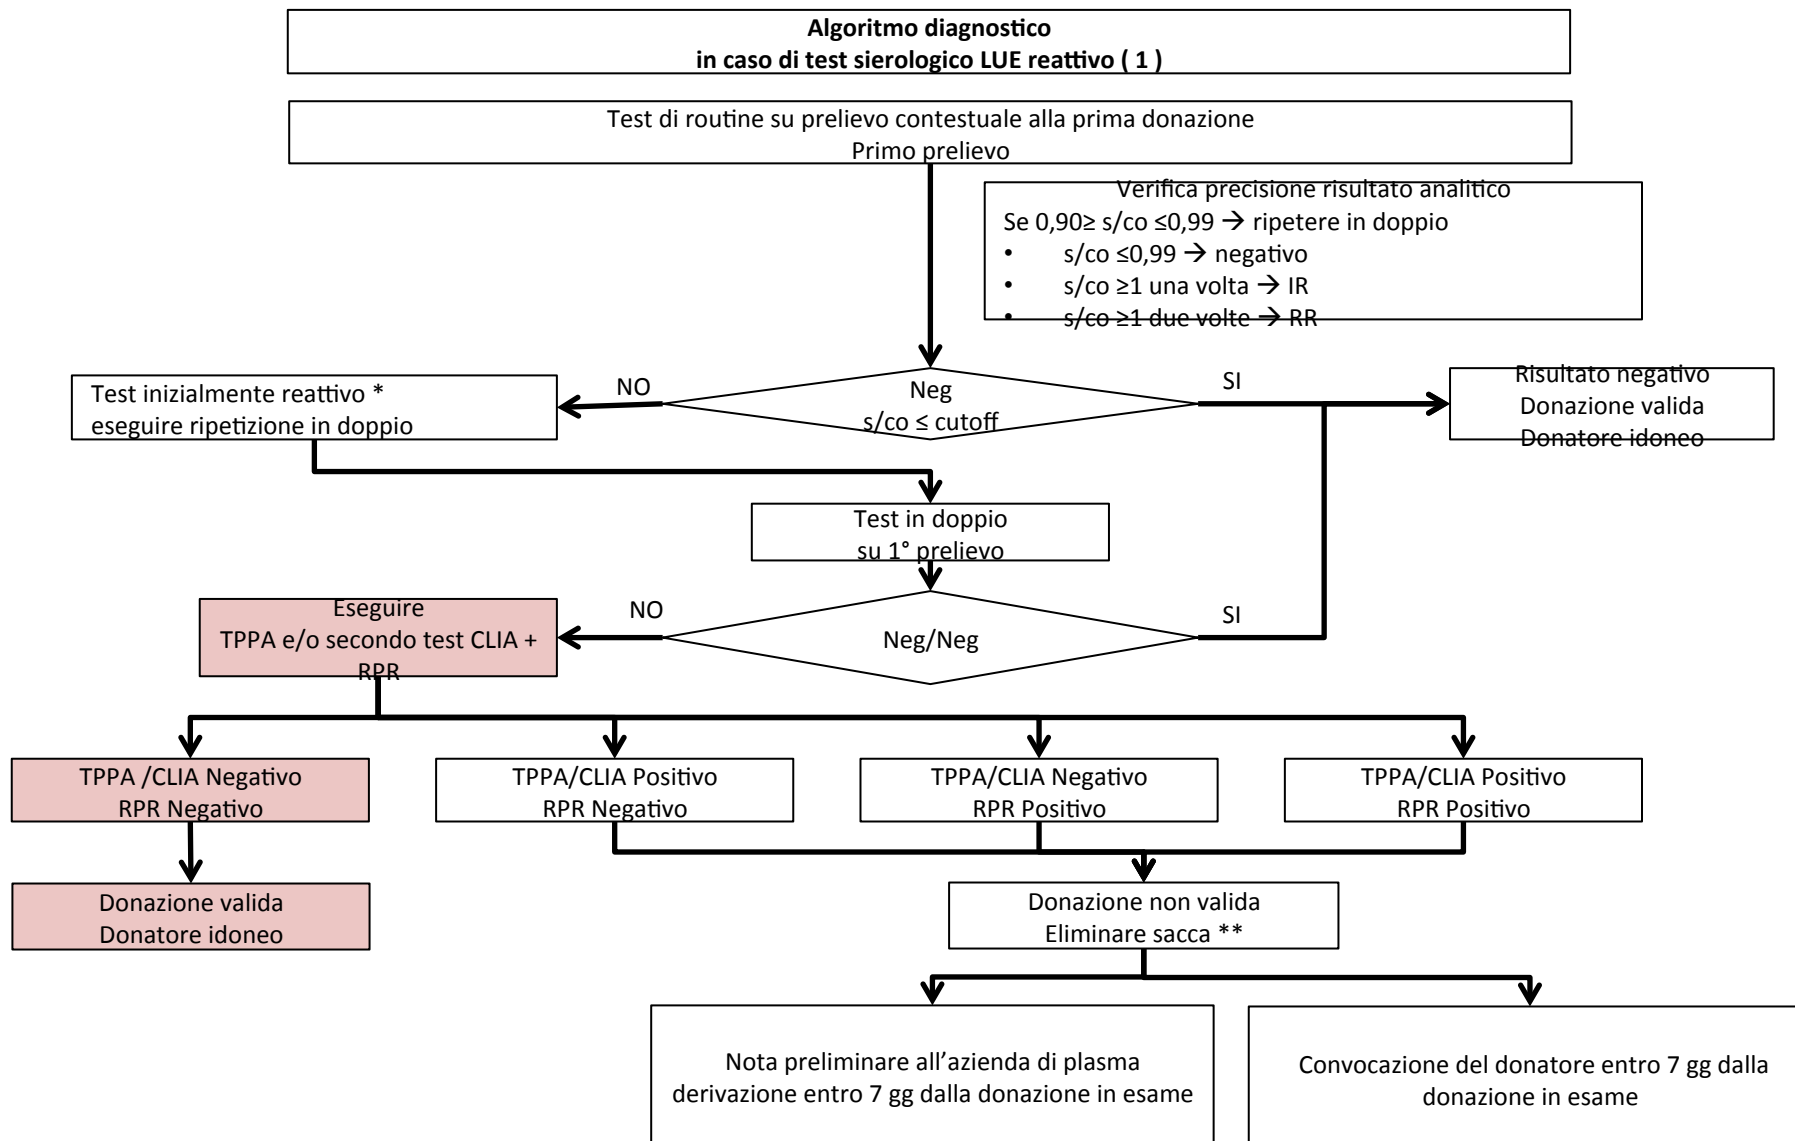 Algoritmo diagnostico
in caso di test sierologico LUE reattivo ( 1 )
Test di routine su prelievo contestuale alla prima donazione
Primo prelievo
Verifica precisione risultato analitico
Se 0,90≥ s/co ≤0,99 → ripetere in doppio
• s/co ≤0,99 → negativo
• s/co ≥1 una volta → IR
• s/co ≥1 due volte → RR
Test inizialmente reattivo *
eseguire ripetizione in doppio
NO
Neg
s/co ≤ cutoff
SI
Risultato negativo
Donazione valida
Donatore idoneo
Test in doppio
su 1° prelievo
Eseguire
TPPA e/o secondo test CLIA +
RPR
NO
Neg/Neg
SI
TPPA /CLIA Negativo
RPR Negativo
TPPA/CLIA Positivo
RPR Negativo
TPPA/CLIA Negativo
RPR Positivo
TPPA/CLIA Positivo
RPR Positivo
Donazione valida
Donatore idoneo
Donazione non valida
Eliminare sacca **
Nota preliminare all'azienda di plasma
derivazione entro 7 gg dalla donazione in esame
Convocazione del donatore entro 7 gg dalla
donazione in esame